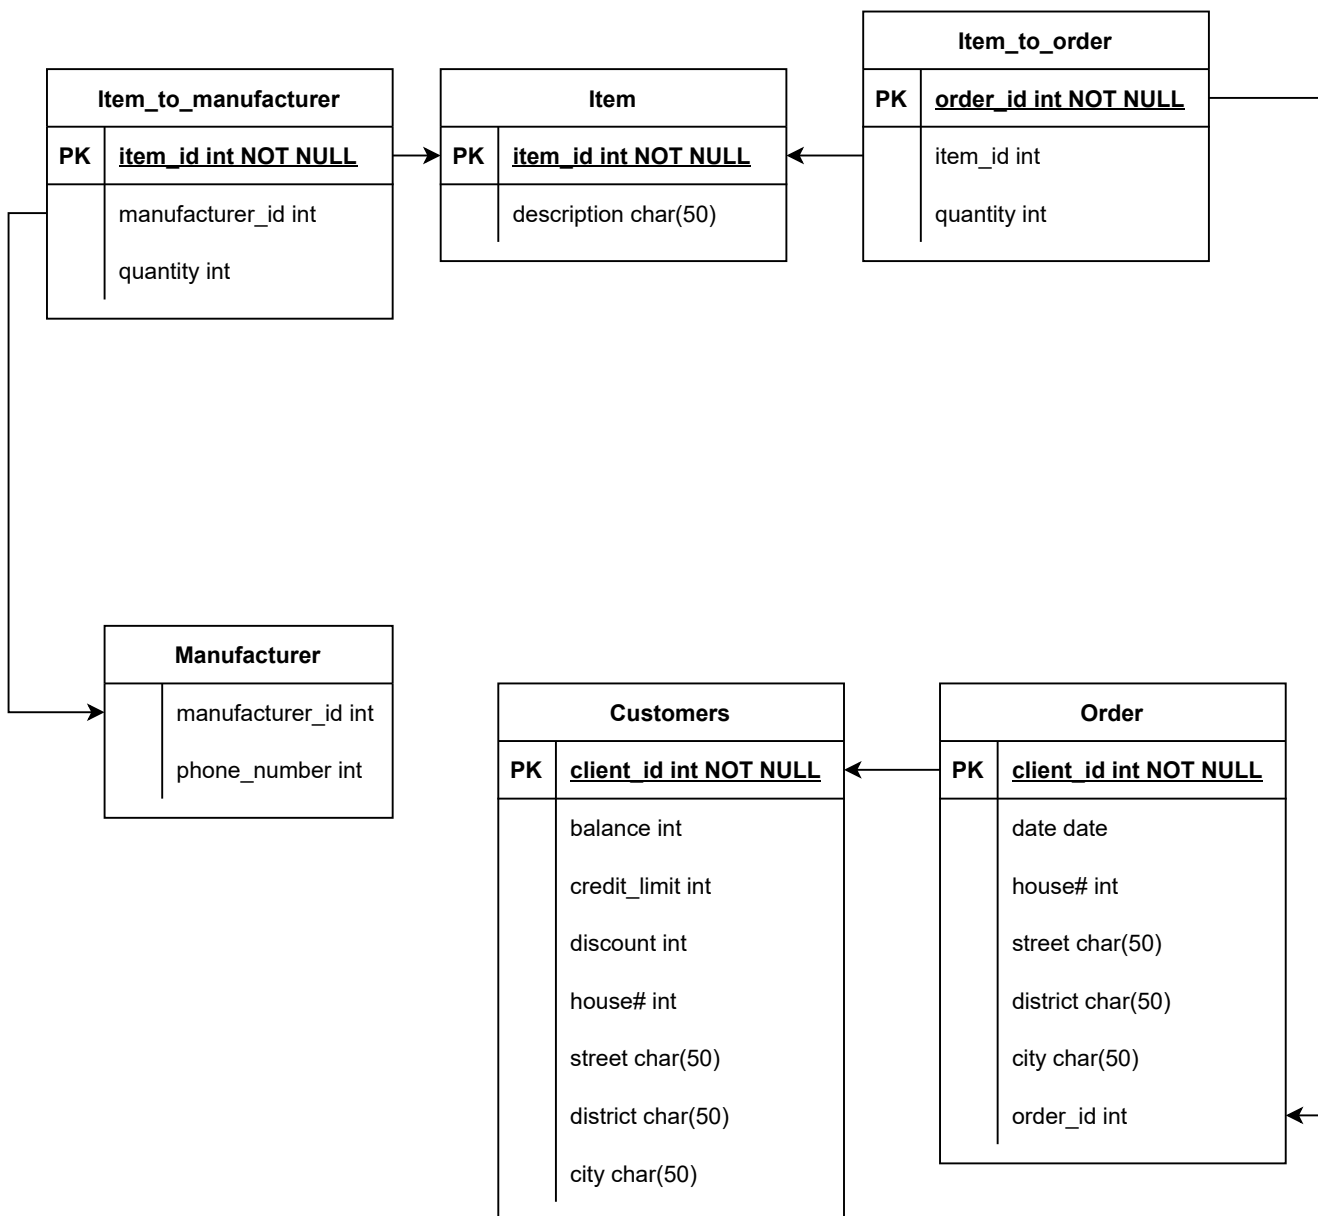 Item_to_manufacturer
PK item_id int NOT NULL
manufacturer_id int
quantity int
Item
PK item_id int NOT NULL
description char(50)
Item_to_order
PK order_id int NOT NULL
item_id int
quantity int
Manufacturer
manufacturer_id int
phone_number int
Customers
PK client_id int NOT NULL
balance int
credit_limit int
discount int
house# int
street char(50)
district char(50)
city char(50)
Order
PK client_id int NOT NULL
date date
house# int
street char(50)
district char(50)
city char(50)
order_id int